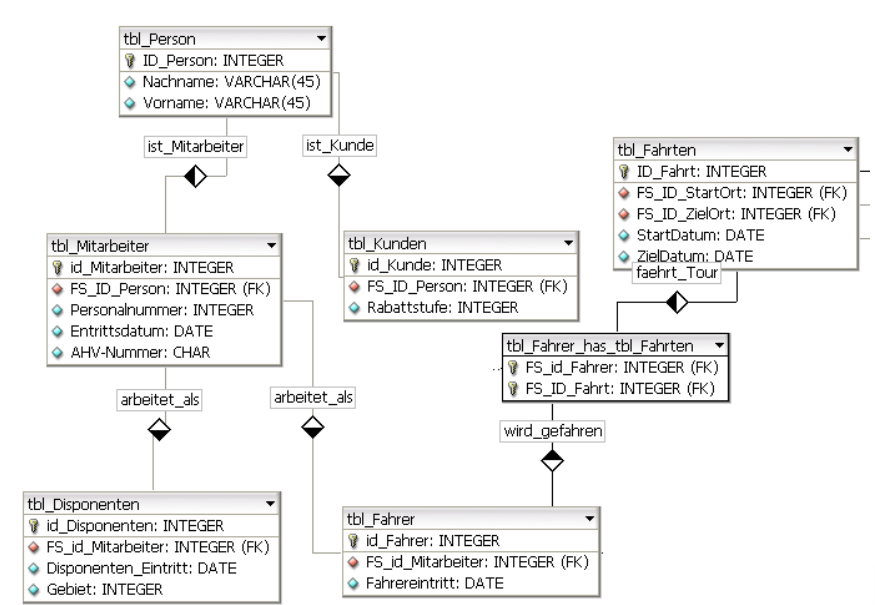 tbl_Person
ID_Person: INTEGER
Nachname: VARCHAR(45)
Vorname: VARCHAR(45)
ist_Mitarbeiter
ist_Kunde
tbl_Fahrten
ID_Fahrt: INTEGER
FS_ID_StartOrt: INTEGER (FK)
FS_ID_ZielOrt: INTEGER (FK)
StartDatum: DATE
ZielDatum: DATE
faehrt_Tour
tbl_Mitarbeiter
id_Mitarbeiter: INTEGER
FS_ID_Person: INTEGER (FK)
Personalnummer: INTEGER
Entrittsdatum: DATE
AHV-Nummer: CHAR
tbl_Kunden
id_Kunde: INTEGER
FS_ID_Person: INTEGER (FK)
Rabattstufe: INTEGER
tbl_Fahrer_has_tbl_Fahrten
FS_id_Fahrer: INTEGER (FK)
FS_ID_Fahrt: INTEGER (FK)
arbeitet_als
arbeitet_als
wird_gefahren
tbl_Disponenten
id_Disponenten: INTEGER
FS_id_Mitarbeiter: INTEGER (FK)
Disponenten_Eintritt: DATE
Gebiet: INTEGER
tbl_Fahrer
id_Fahrer: INTEGER
FS_id_Mitarbeiter: INTEGER (FK)
Fahrereintritt: DATE